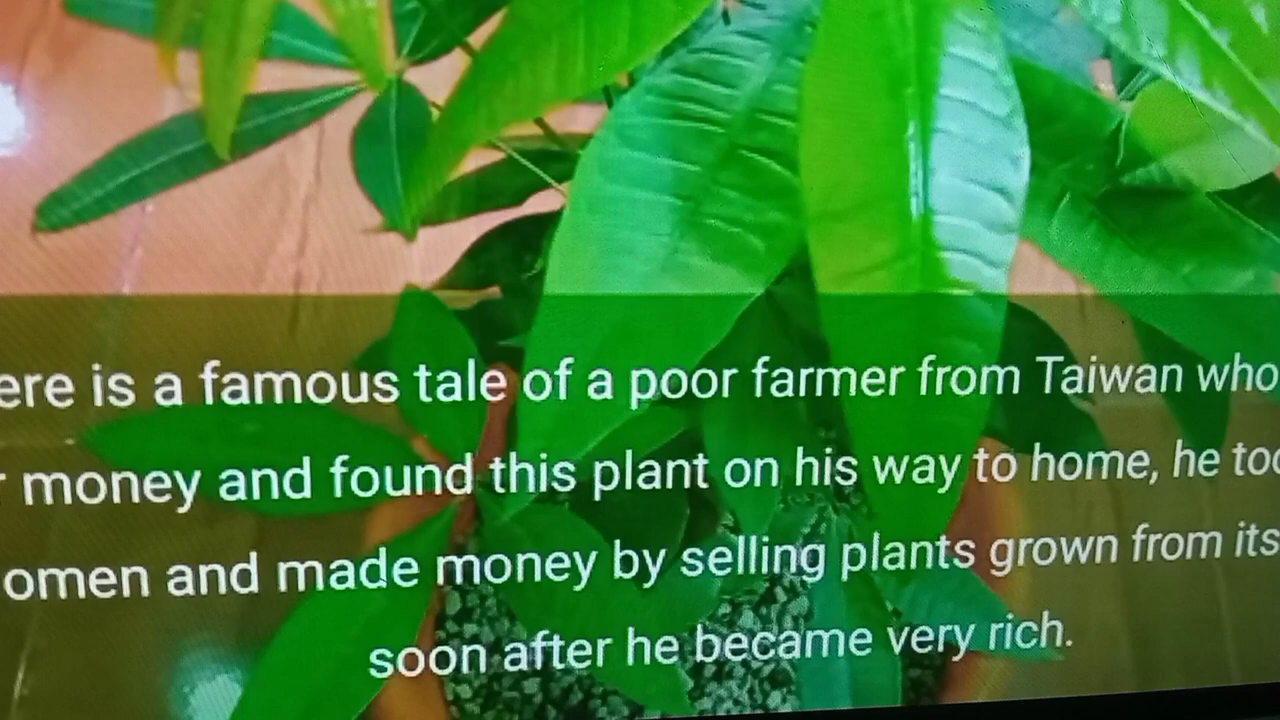 ere is a famous tale of a poor farmer from Taiwan who
money and found this plant on his way to home, he too
omen and made money by selling plants grown from its
soon after he became very rich.